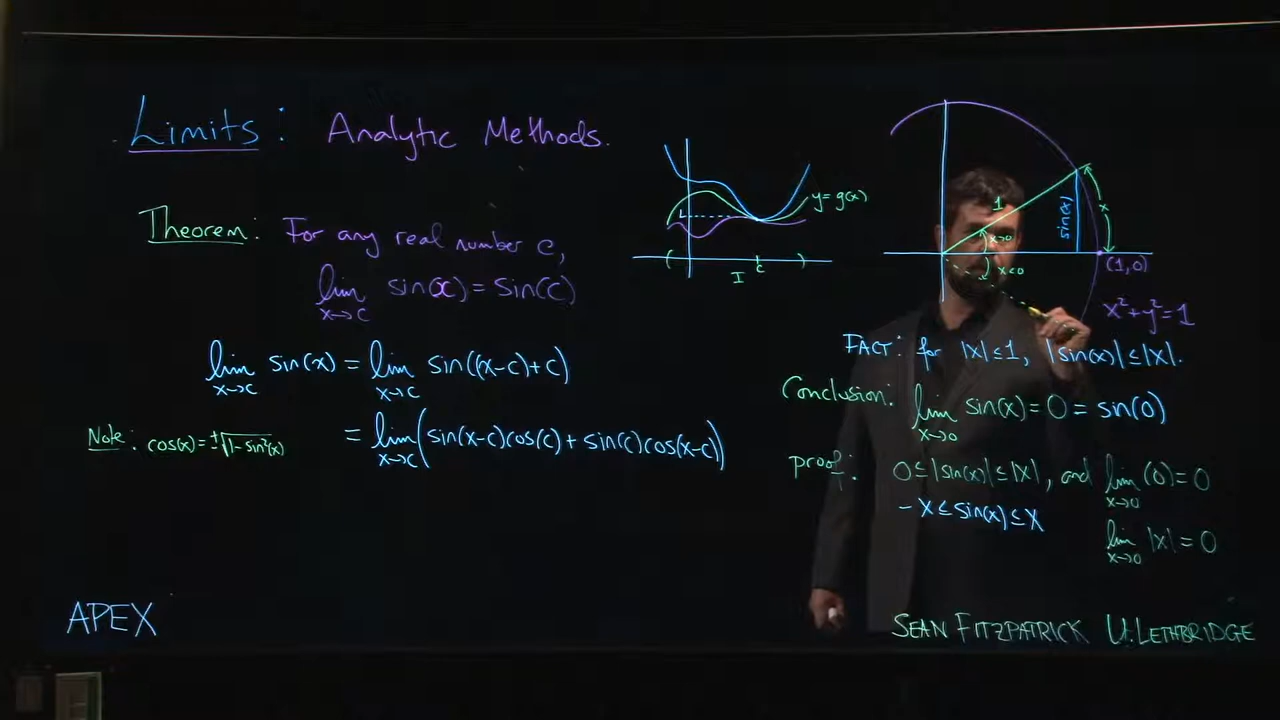 Limits: Analytic Methods.
Theorem: For any real number c,
lim x→c sin(x) = sin(c)
lim x→c sin(x) = lim x→c sin((x-c)+c)
= lim x→c (sin(x-c)cos(c) + sin(c)cos(x-c))
Note: cos(x) = ±√1-sin²(x)
APEX
y=g(x)
I
c
1
sin(x)
x
x>0
x<0
(1,0)
x²+y²=1
FACT: for |x|≤1, |sin(x)|≤|x|.
Conclusion: lim x→0 sin(x) = 0 = sin(0)
proof: 0≤|sin(x)|≤|x|, and lim x→0 (0) = 0
-x≤sin(x)≤x
lim x→0 |x| = 0
SEAN FITZPATRICK U. LETHBRIDGE